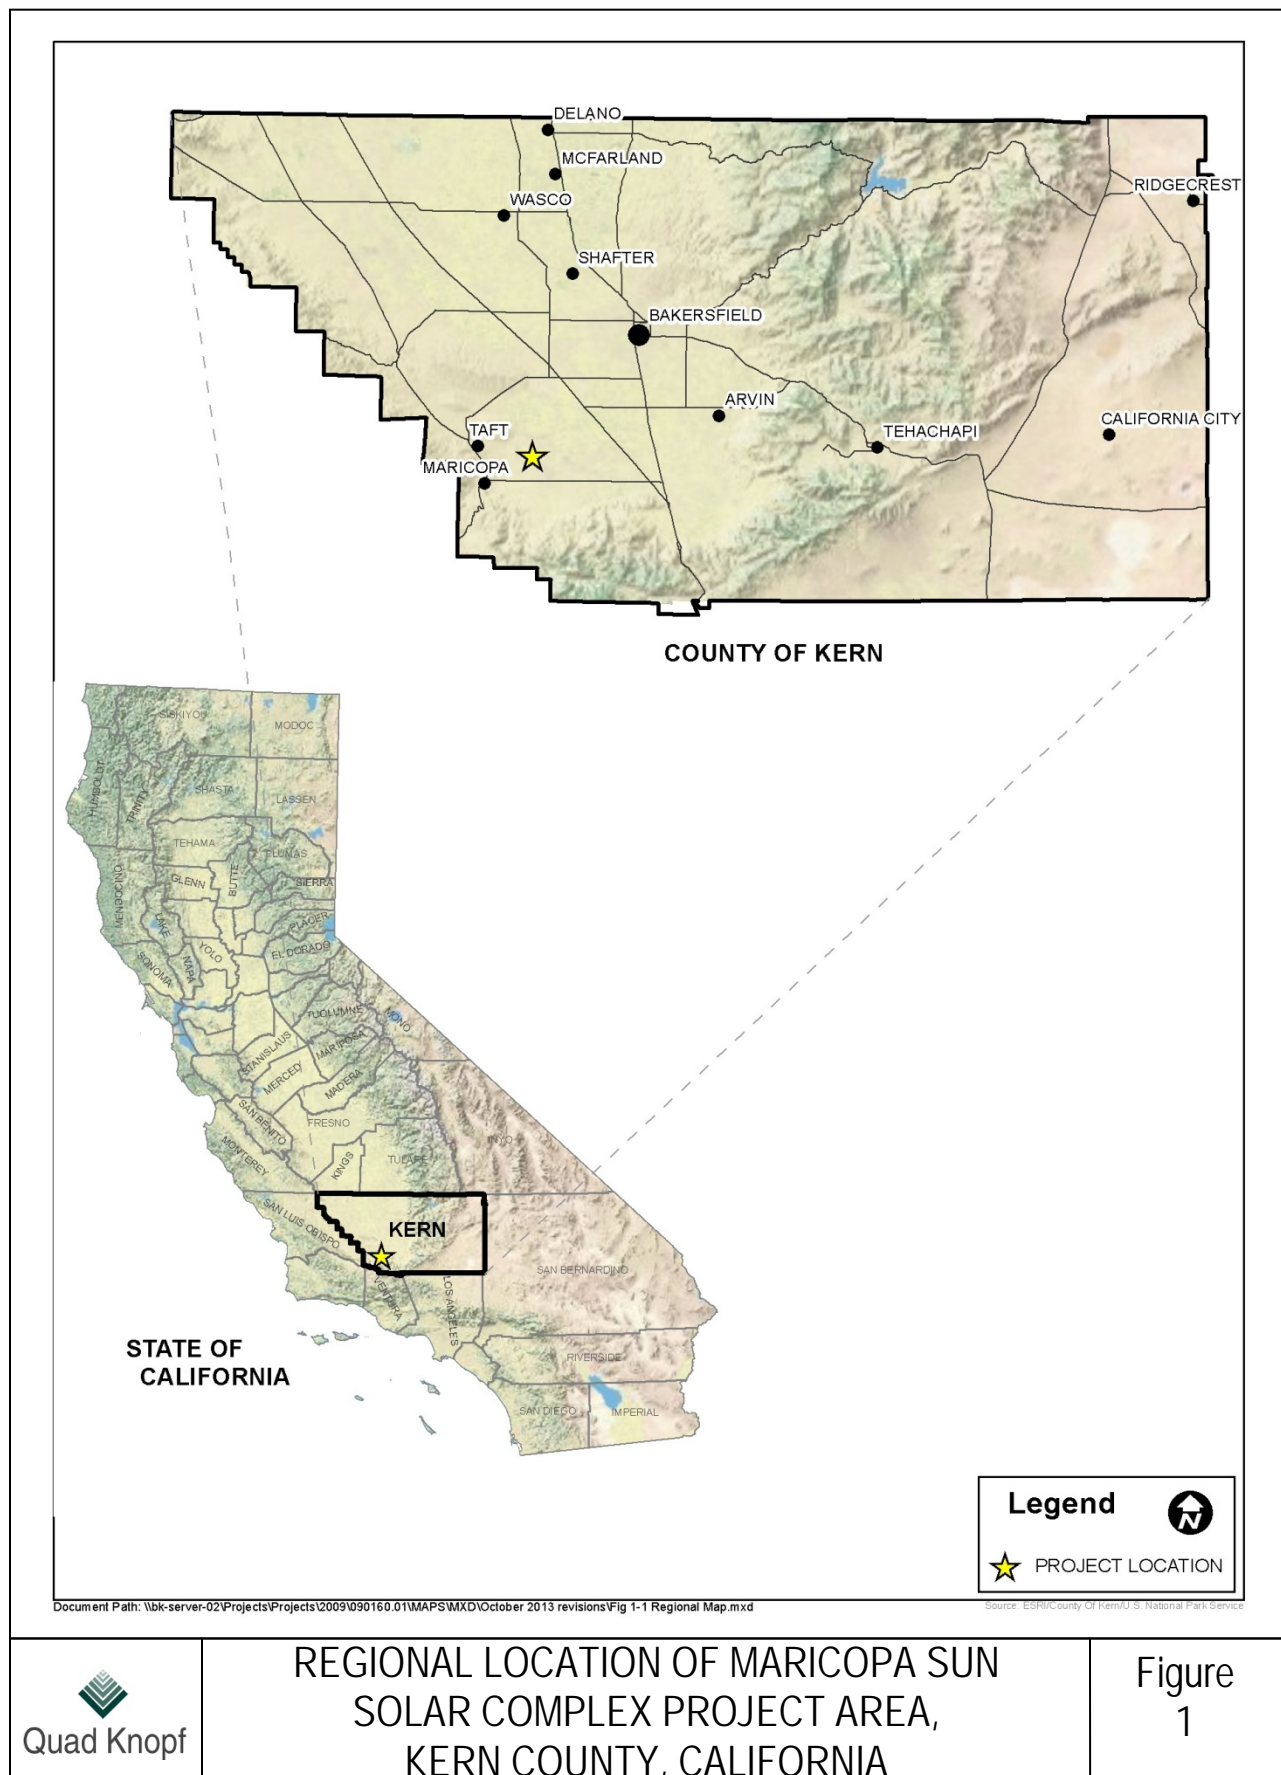 DELANO
MCFARLAND
WASCO
RIDGECREST
SHAFTER
BAKERSFIELD
ARVIN
TAFT
TEHACHAPI
CALIFORNIA CITY
MARICOPA
COUNTY OF KERN
SISKIYOU
MODOC
HUMBOLDT
TRINITY
SHASTA
LASSEN
TEHAMA
PLUMAS
GLENN
BUTTE
SIERRA
MENDOCINO
LAKE
PLACER
YOLO
EL DORADO
SONOMA
NAPA
TUOLUMNE
MONO
STANISLAUS
MARIPOSA
MERCED
MADERA
SAN BENITO
FRESNO
MONTEREY
KINGS
TULARE
INYO
SAN LUIS OBISPO
KERN
SAN BERNARDINO
VENTURA
LOS ANGELES
STATE OF
CALIFORNIA
RIVERSIDE
SAN DIEGO
IMPERIAL
Legend
N
PROJECT LOCATION
Document Path: \\bk-server-02\Projects\Projects\2009\090160.01\MAPS\MXD\October 2013 revisions\Fig 1-1 Regional Map.mxd
Source: ESRI/County Of Kern/U.S. National Park Service
Quad Knopf
REGIONAL LOCATION OF MARICOPA SUN
SOLAR COMPLEX PROJECT AREA,
KERN COUNTY, CALIFORNIA
Figure
1